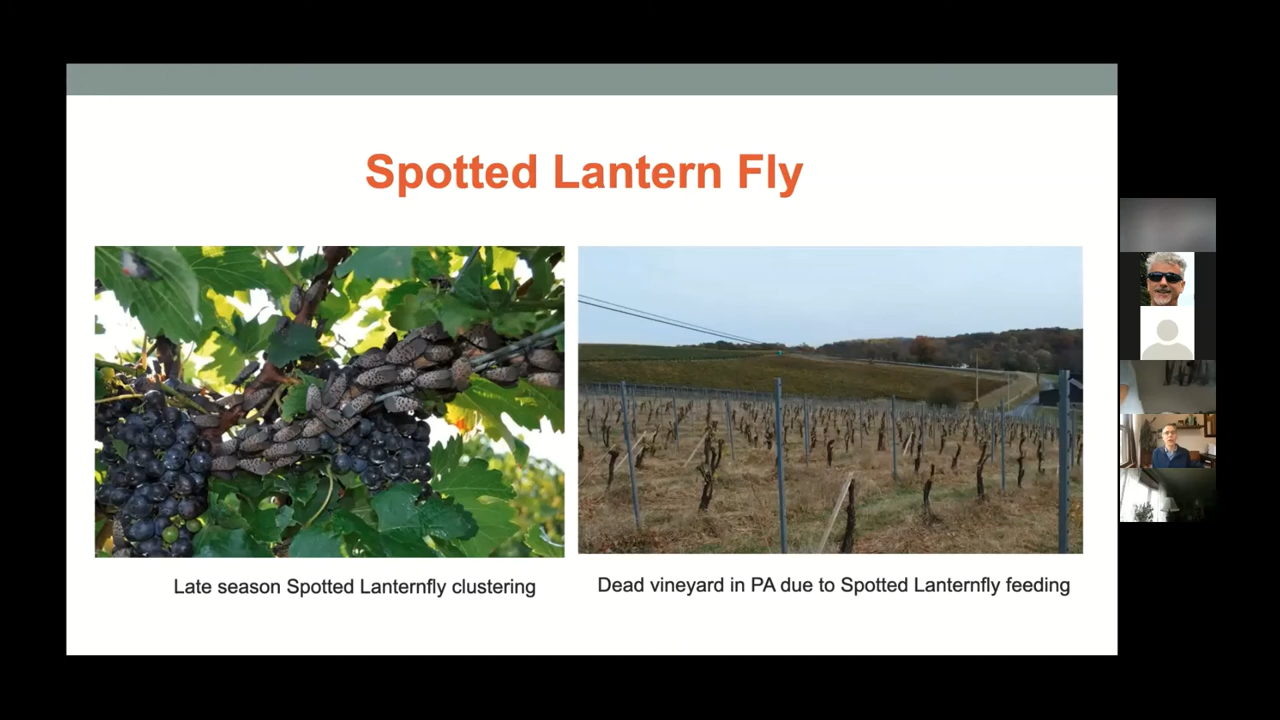 Spotted Lantern Fly
Late season Spotted Lanternfly clustering
Dead vineyard in PA due to Spotted Lanternfly feeding